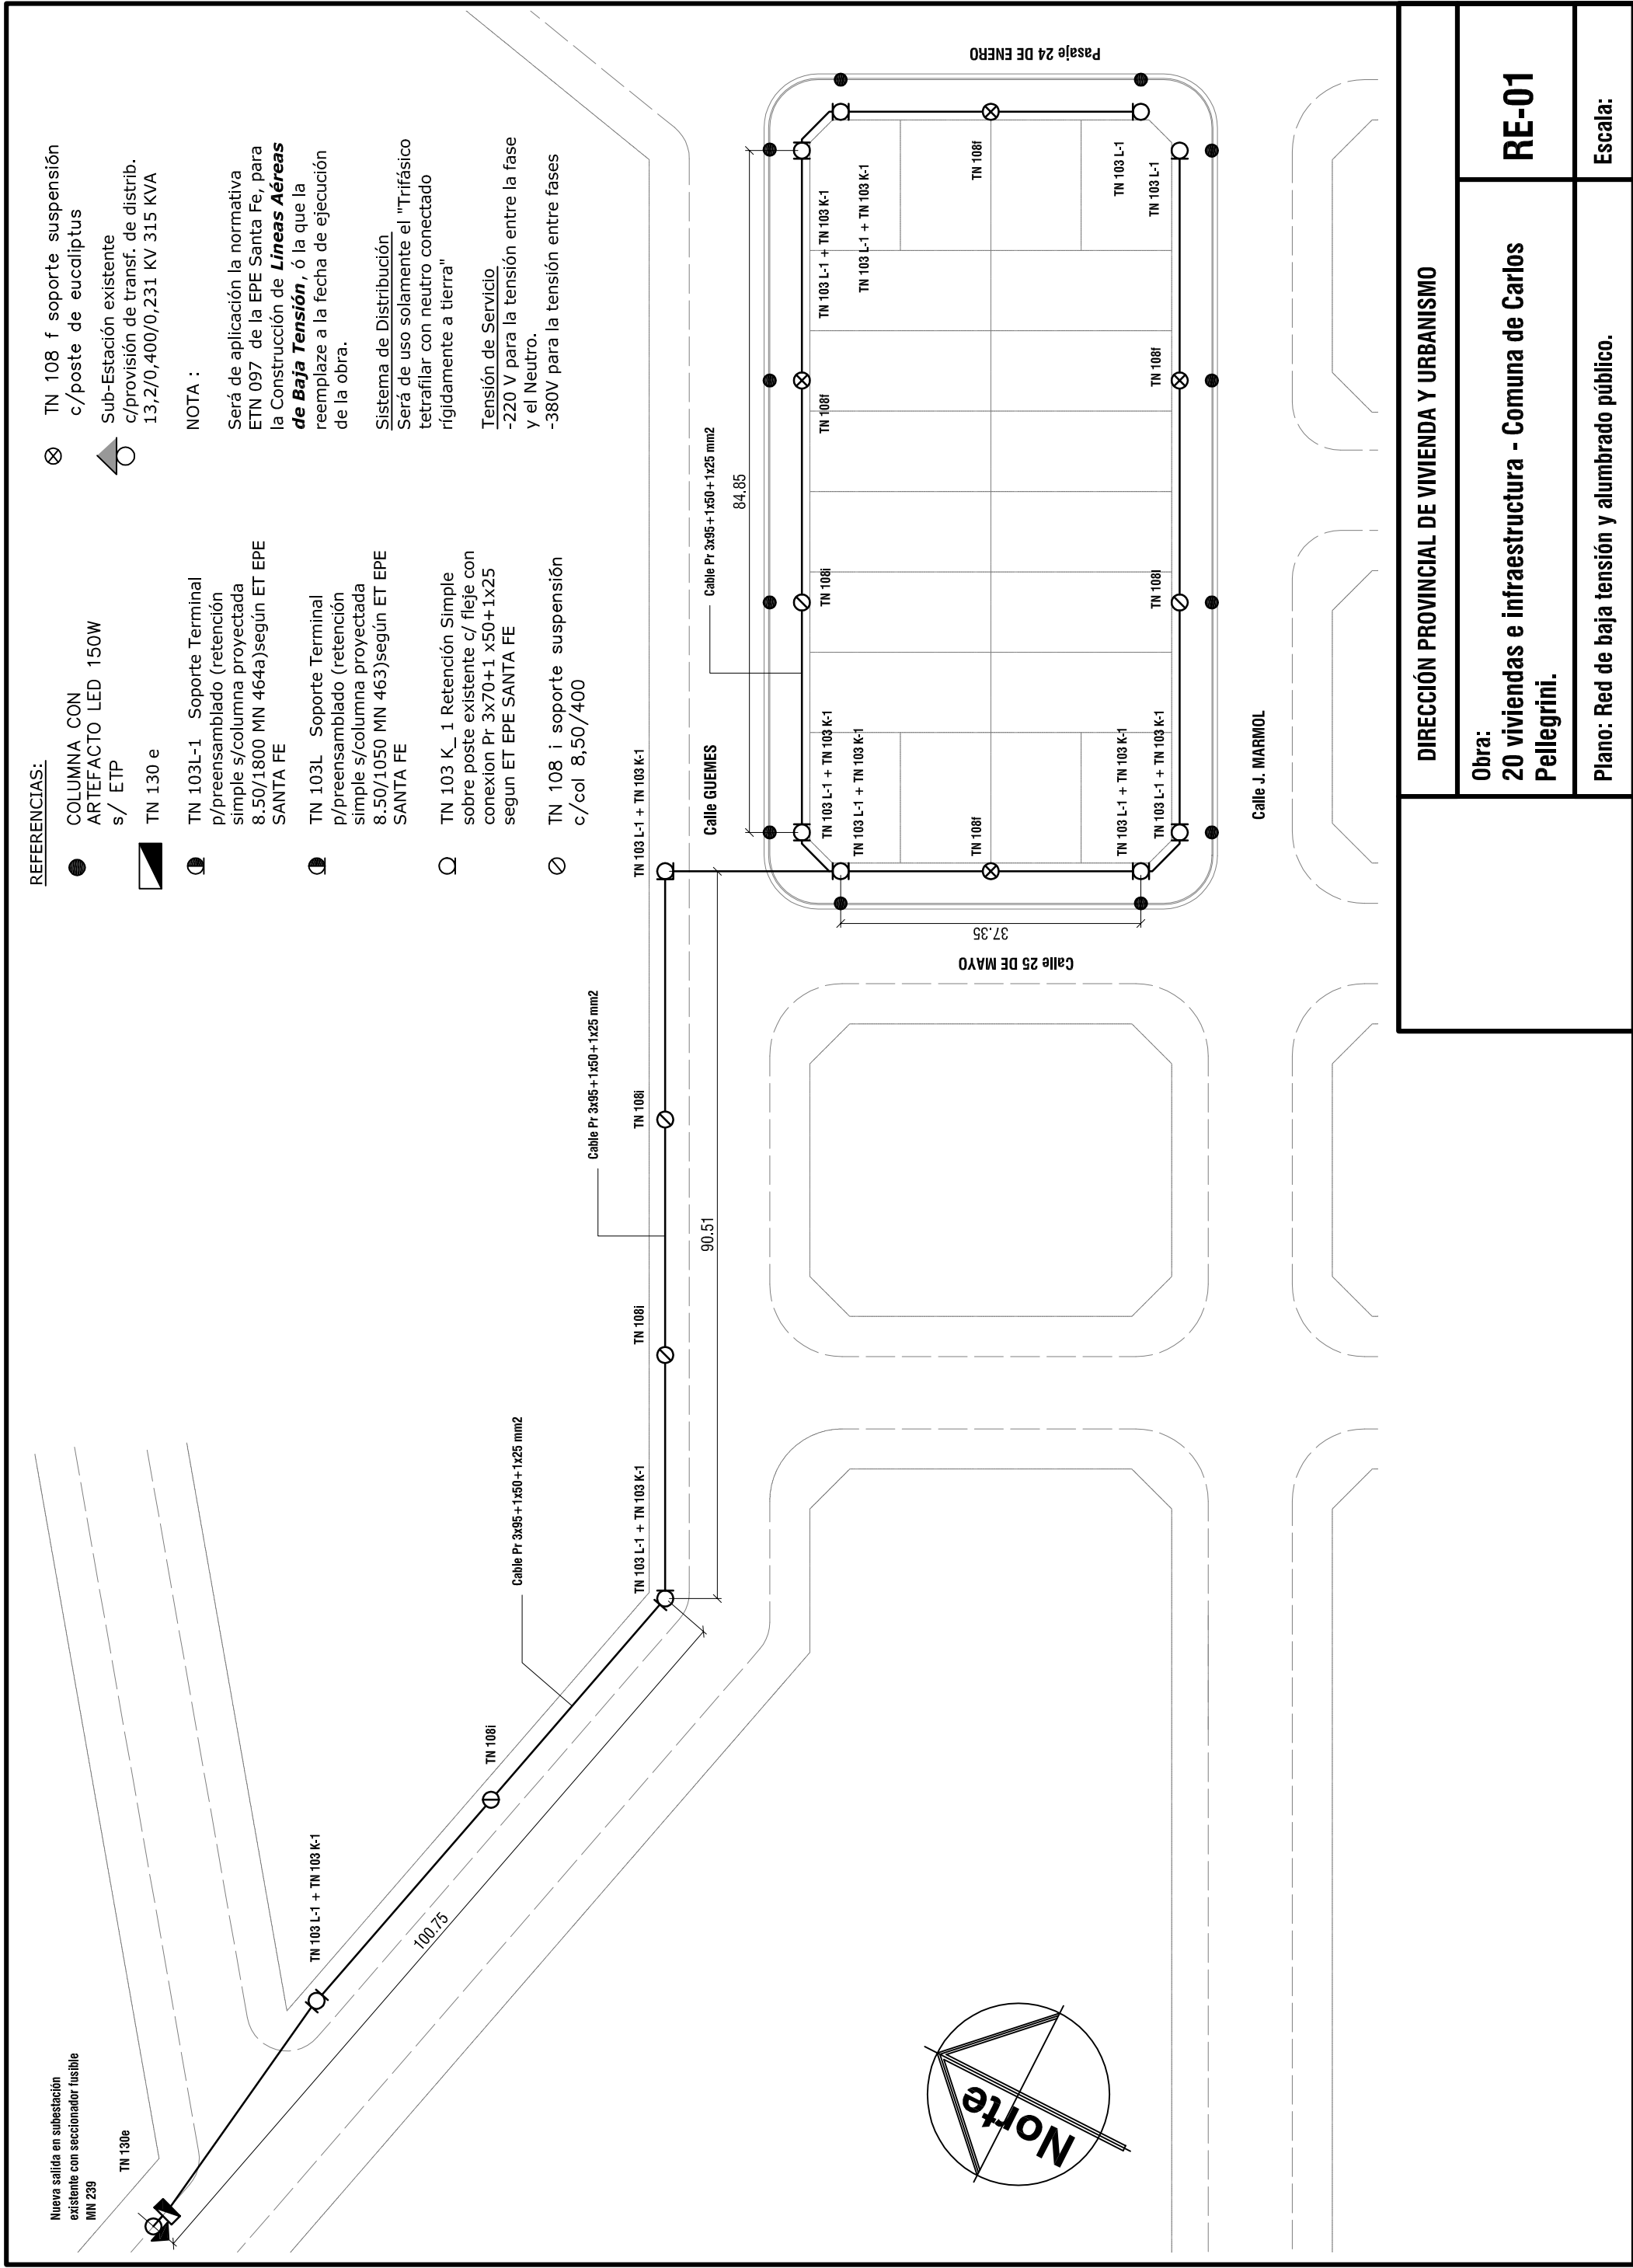 REFERENCIAS:
COLUMNA CON
ARTEFACTO LED 150W
s/ ETP
TN 130 e
TN 103L-1 Soporte Terminal
p/preensamblado (retención
simple s/columna proyectada
8.50/1800 MN 464a)según ET EPE
SANTA FE
TN 103L Soporte Terminal
p/preensamblado (retención
simple s/columna proyectada
8.50/1050 MN 463)según ET EPE
SANTA FE
TN 103 K_ 1 Retención Simple
sobre poste existente c/ fleje con
conexion Pr 3x70+1 x50+1x25
segun ET EPE SANTA FE
TN 108 i soporte suspensión
c/col 8,50/400
TN 108 f soporte suspensión
c/poste de eucaliptus
Sub-Estación existente
c/provisión de transf. de distrib.
13,2/0,400/0,231 KV 315 KVA
NOTA :
Será de aplicación la normativa
ETN 097 de la EPE Santa Fe, para
la Construcción de Lineas Aéreas
de Baja Tensión, ó la que la
reemplaze a la fecha de ejecución
de la obra.
Sistema de Distribución
Será de uso solamente el "Trifásico
tetrafilar con neutro conectado
rígidamente a tierra"
Tensión de Servicio
-220 V para la tensión entre la fase
y el Neutro.
-380V para la tensión entre fases
Nueva salida en subestación
existente con seccionador fusible
MN 239
TN 130e
TN 103 L-1 + TN 103 K-1
100.75
TN 108i
Cable Pr 3x95+1x50+1x25 mm2
TN 103 L-1 + TN 103 K-1
TN 108i
TN 108i
TN 103 L-1 + TN 103 K-1
Cable Pr 3x95+1x50+1x25 mm2
90.51
Calle GUEMES
Cable Pr 3x95+1x50+1x25 mm2
84.85
TN 103 L-1 + TN 103 K-1
TN 108i
TN 108f
TN 103 L-1 + TN 103 K-1
TN 103 L-1 + TN 103 K-1
TN 103 L-1 + TN 103 K-1
Pasaje 24 DE ENERO
Calle 25 DE MAYO
37.35
TN 108f
TN 108f
TN 103 L-1 + TN 103 K-1
TN 103 L-1
TN 103 L-1 + TN 103 K-1
TN 108i
TN 108f
TN 103 L-1
Calle J. MARMOL
Norte
DIRECCIÓN PROVINCIAL DE VIVIENDA Y URBANISMO
Obra:
20 viviendas e infraestructura - Comuna de Carlos
Pellegrini.
RE-01
Plano: Red de baja tensión y alumbrado público.
Escala: